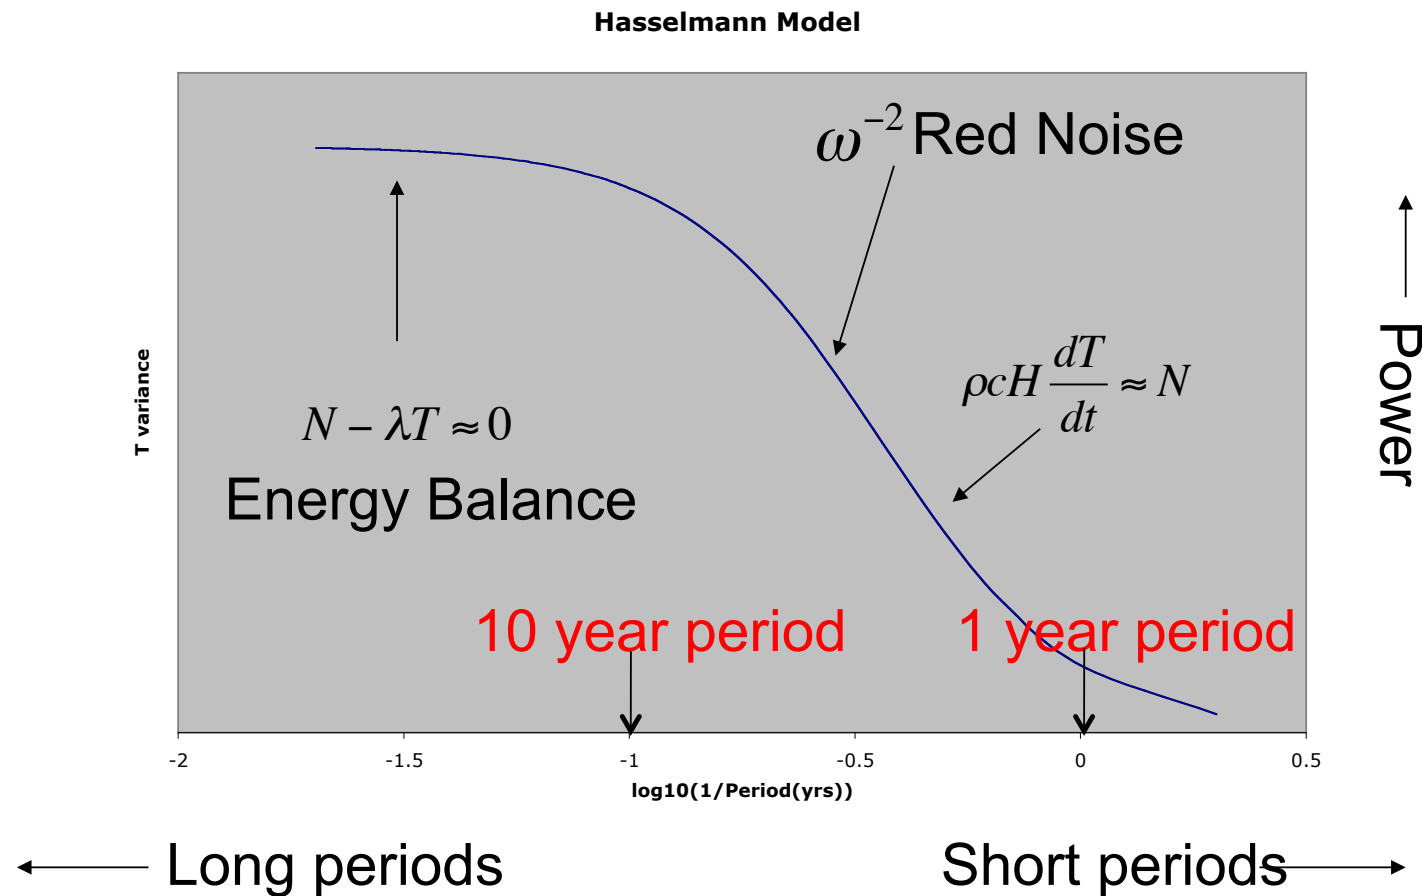 Hasselmann Model
ω⁻² Red Noise
Power
ρcH dT/dt ≈ N
T variance
N − λT ≈ 0
Energy Balance
10 year period
1 year period
-2
-1.5
-1
-0.5
0
0.5
log10(1/Period(yrs))
Long periods
Short periods